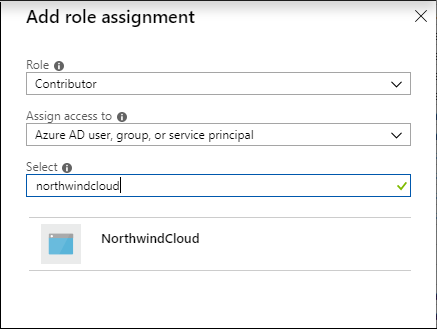 Add role assignment
Role
Contributor
Assign access to
Azure AD user, group, or service principal
Select
northwindcloud
NorthwindCloud